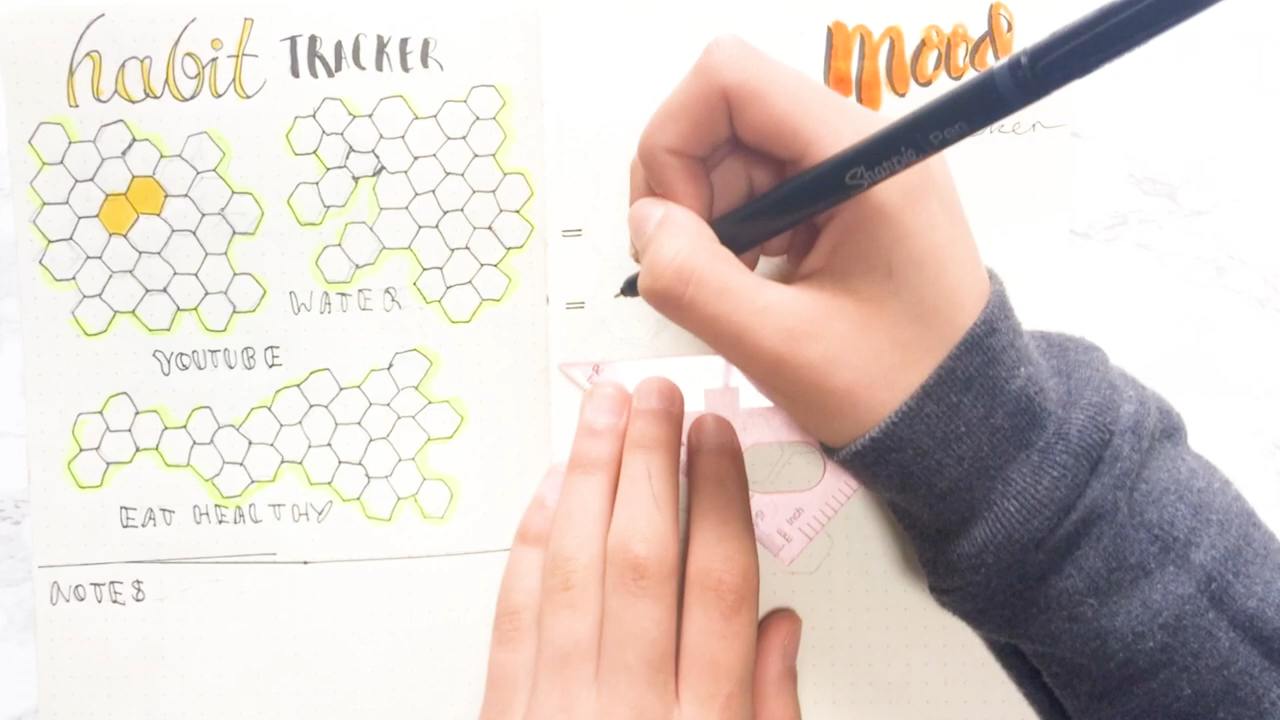 habit TRACKER
WATER
YOUTUBE
EAT HEALTHY
NOTES
Mood
=
=
Sharpie Pen
Inch